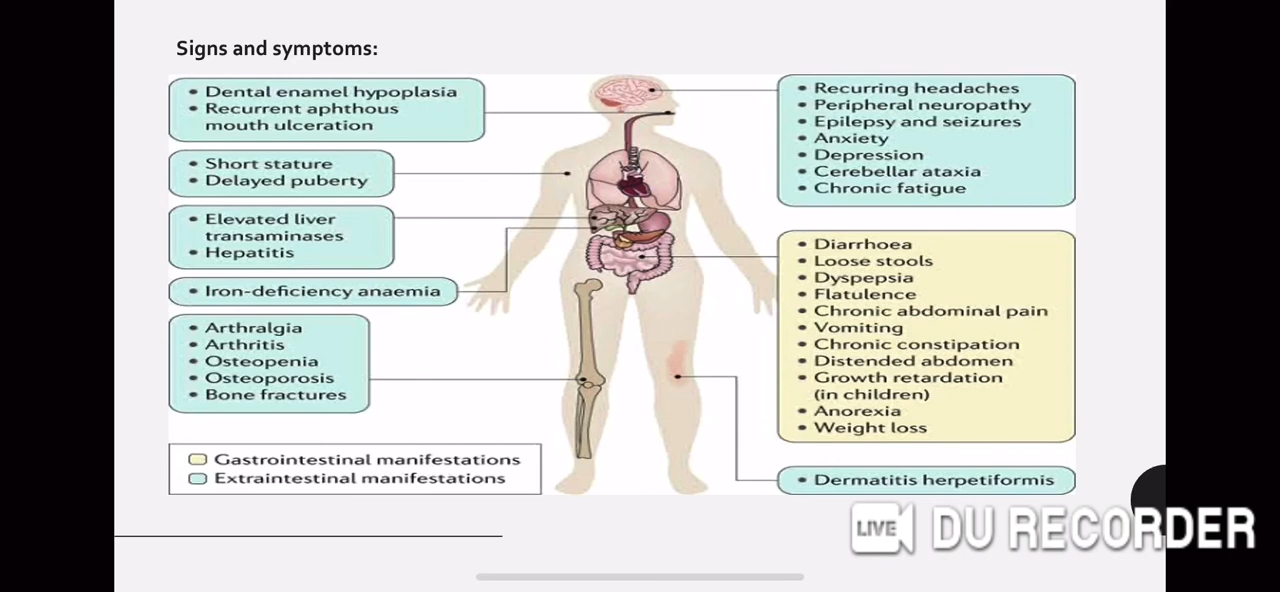 Signs and symptoms:
• Dental enamel hypoplasia
• Recurrent aphthous
mouth ulceration
• Short stature
• Delayed puberty
• Elevated liver
transaminases
• Hepatitis
• Iron-deficiency anaemia
• Arthralgia
• Arthritis
• Osteopenia
• Osteoporosis
• Bone fractures
Gastrointestinal manifestations
Extraintestinal manifestations
• Recurring headaches
• Peripheral neuropathy
• Epilepsy and seizures
• Anxiety
• Depression
• Cerebellar ataxia
• Chronic fatigue
• Diarrhoea
• Loose stools
• Dyspepsia
• Flatulence
• Chronic abdominal pain
• Vomiting
• Chronic constipation
• Distended abdomen
• Growth retardation
(in children)
• Anorexia
• Weight loss
• Dermatitis herpetiformis
LIVE DU RECORDER